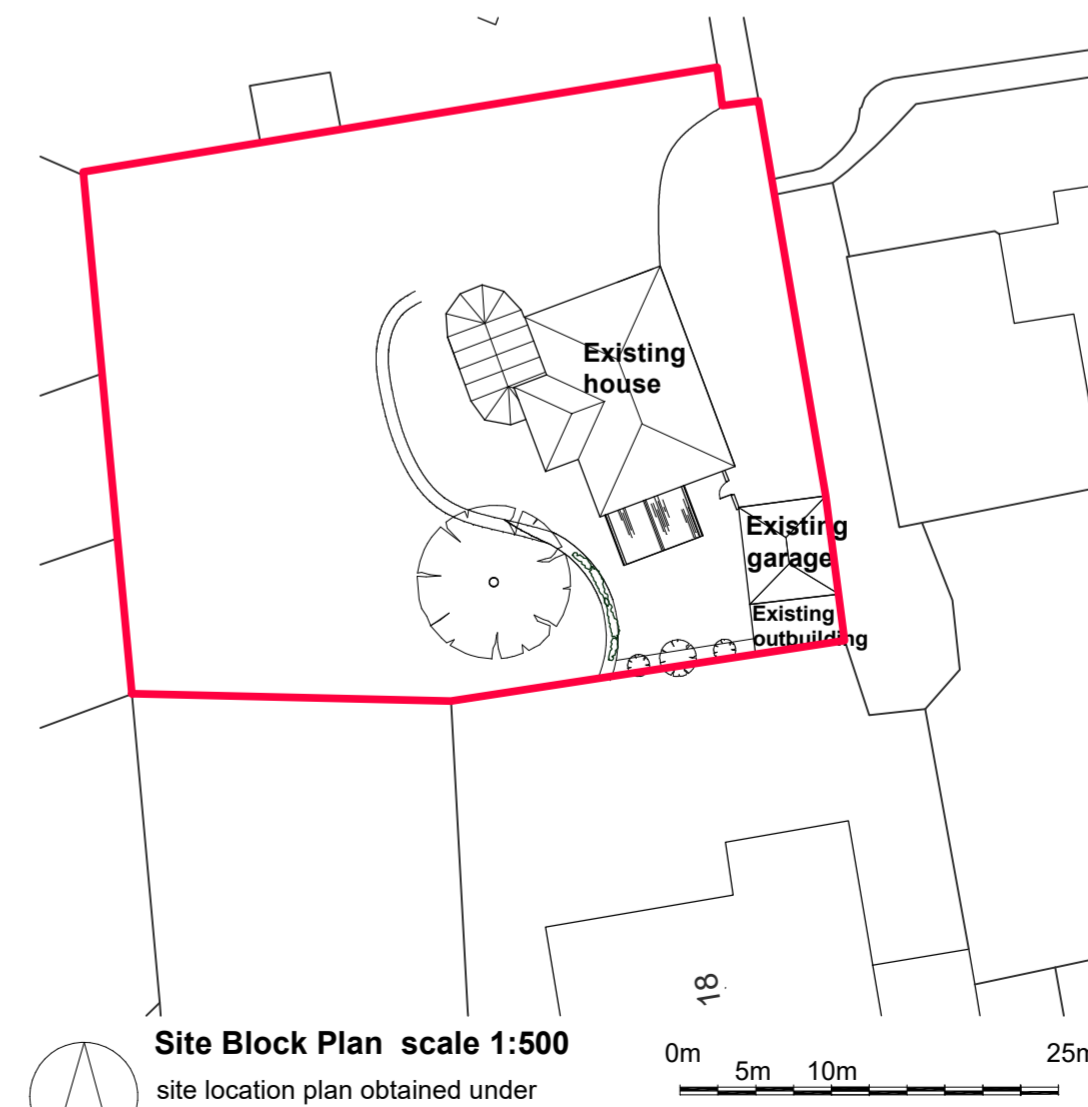 Existing
house
Existing
garage
Existing
outbuilding
18
Site Block Plan scale 1:500
site location plan obtained under
0m
5m
10m
25m